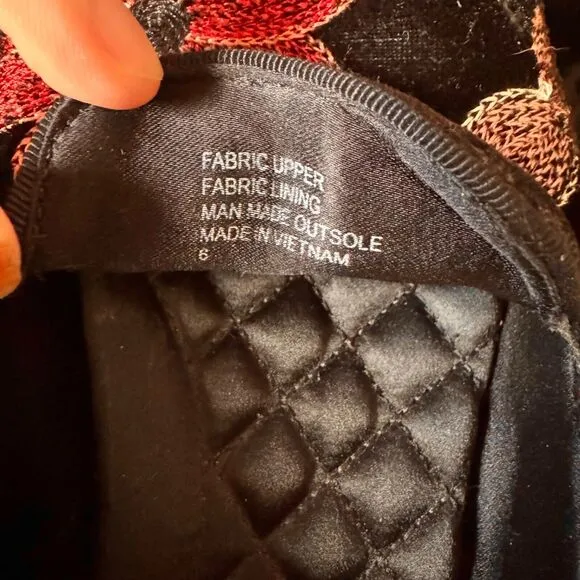 FABRIC UPPER
FABRIC LINING
MAN MADE OUTSOLE
MADE IN VIETNAM
6